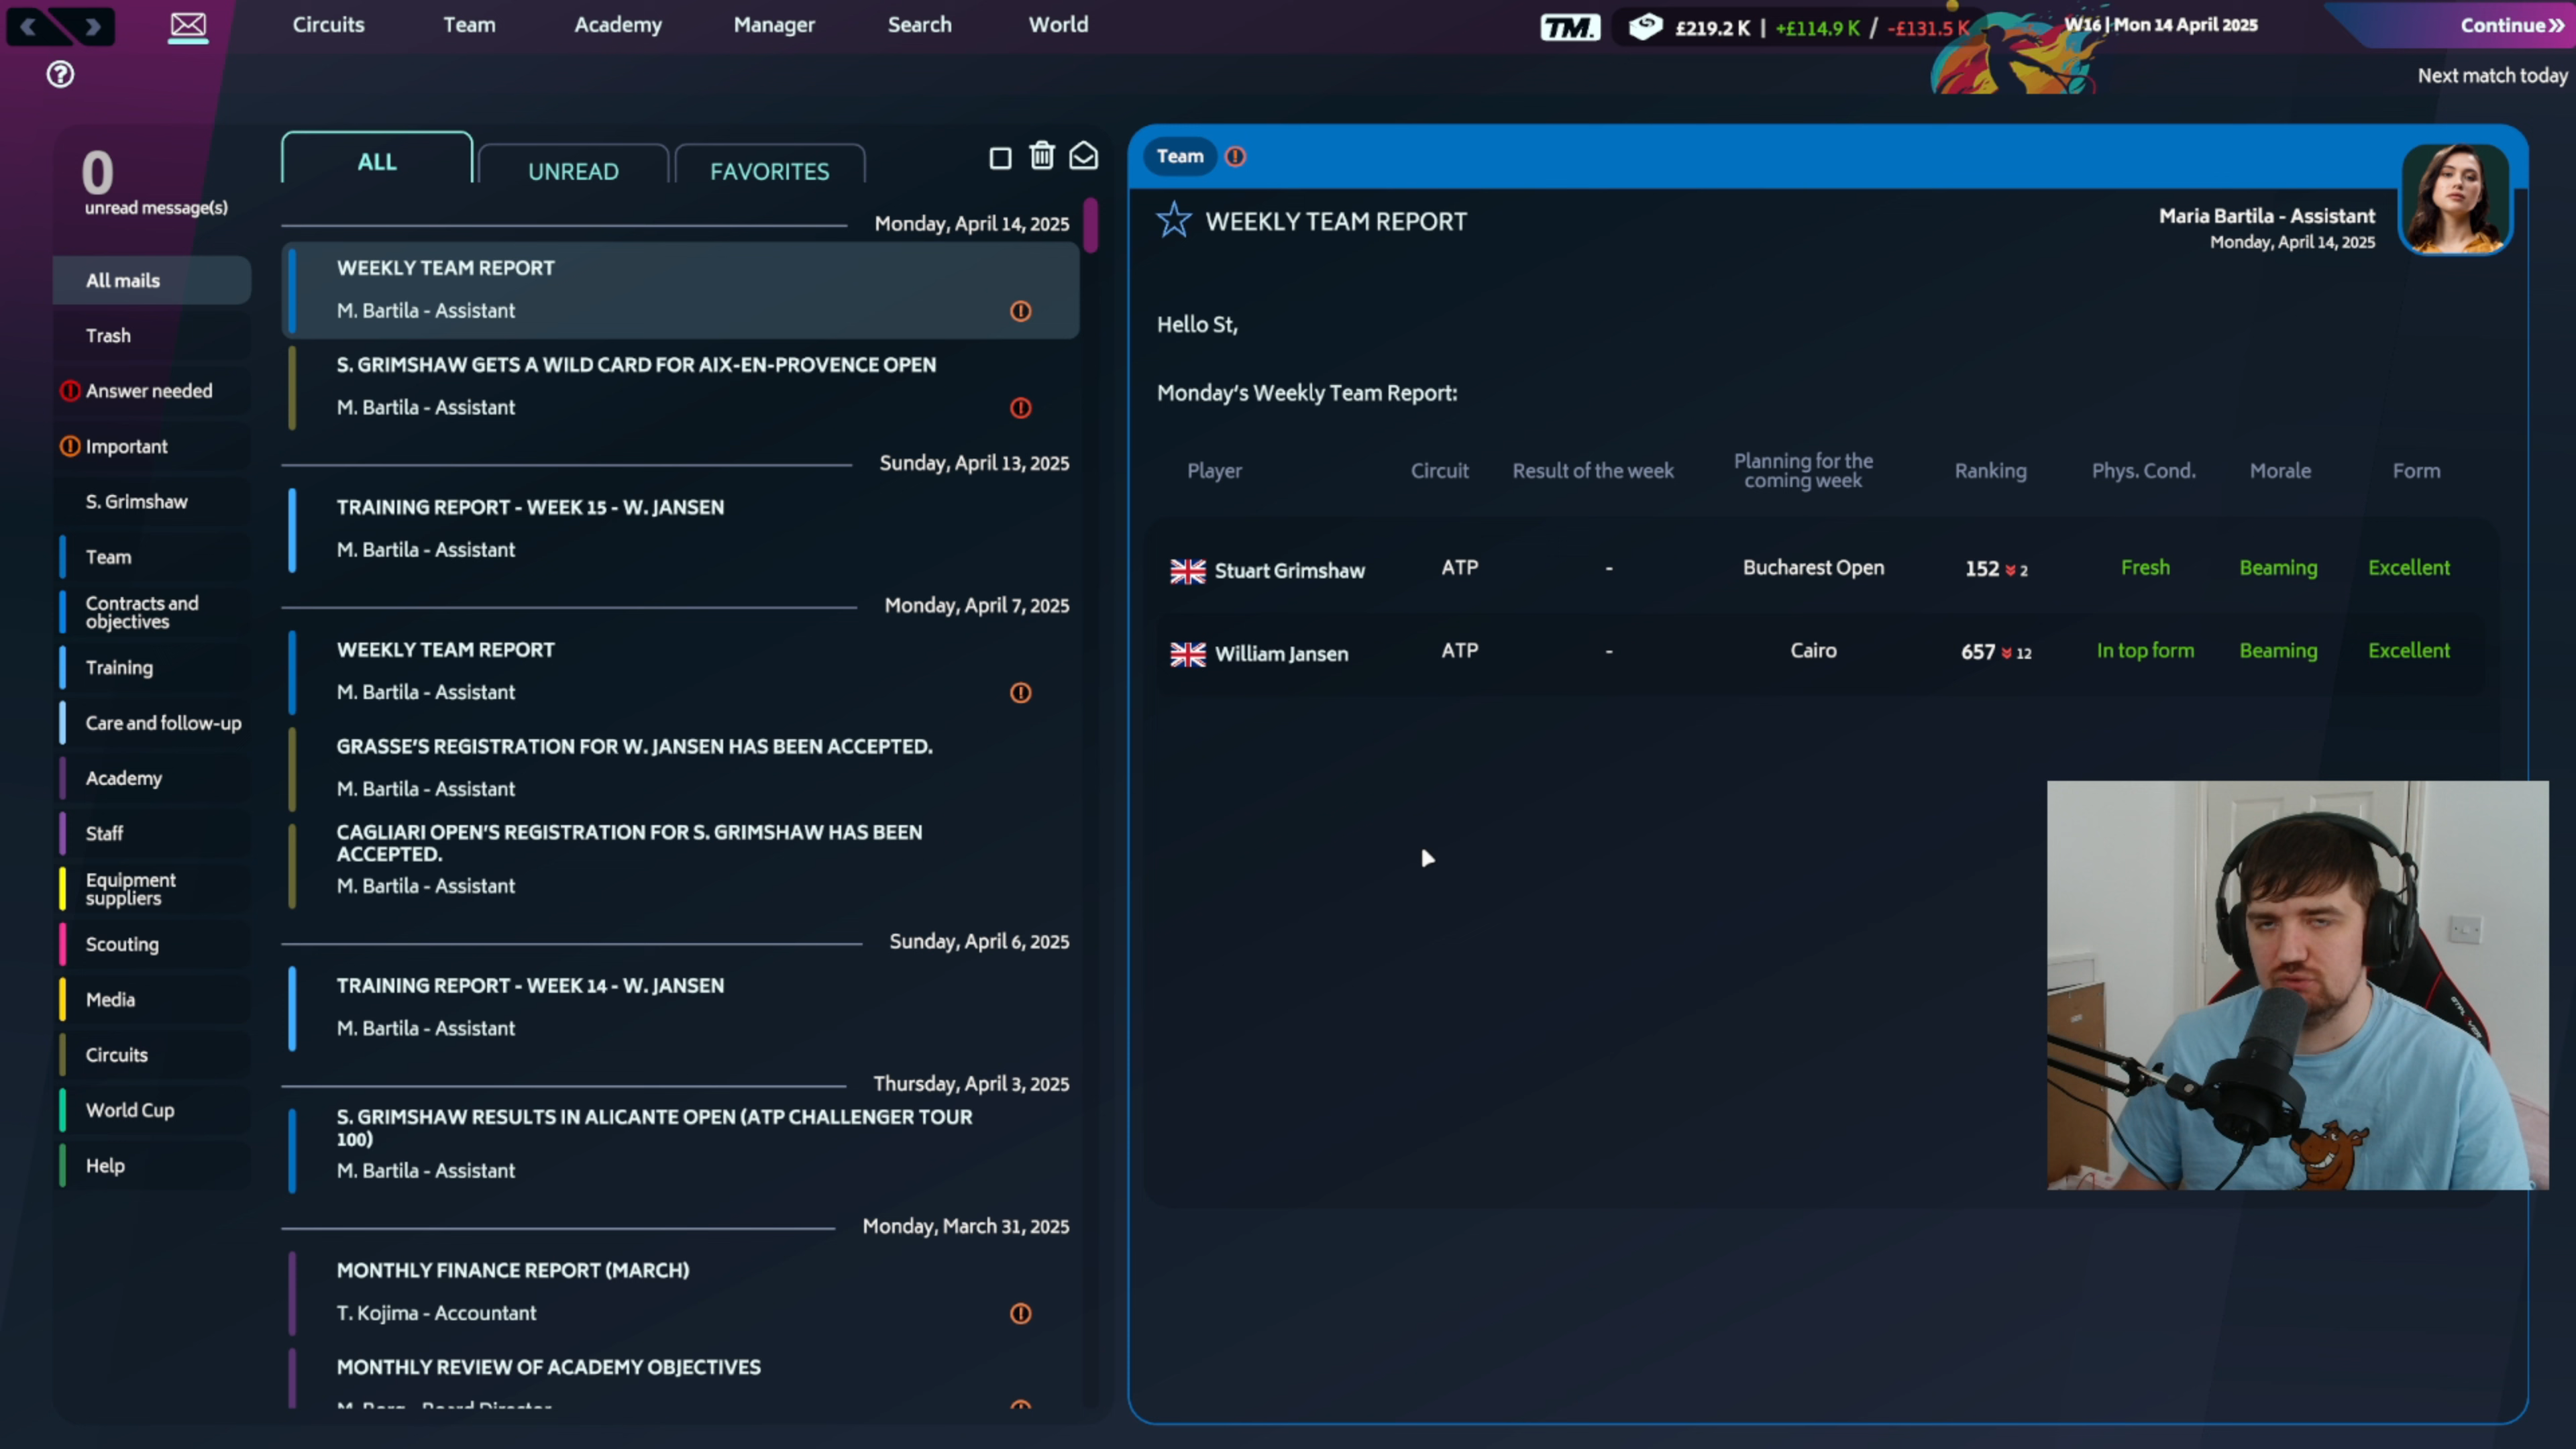 Circuits
Team
Academy
Manager
Search
World
TM.
£219.2 K | +£114.9 K / -£131.5 K
W16 | Mon 14 April 2025
Continue
Next match today
0
unread message(s)
All mails
Trash
Answer needed
Important
S. Grimshaw
Team
Contracts and
objectives
Training
Care and follow-up
Academy
Staff
Equipment
suppliers
Scouting
Media
Circuits
World Cup
Help
ALL
UNREAD
FAVORITES
Monday, April 14, 2025
WEEKLY TEAM REPORT
M. Bartila - Assistant
S. GRIMSHAW GETS A WILD CARD FOR AIX-EN-PROVENCE OPEN
M. Bartila - Assistant
Sunday, April 13, 2025
TRAINING REPORT - WEEK 15 - W. JANSEN
M. Bartila - Assistant
Monday, April 7, 2025
WEEKLY TEAM REPORT
M. Bartila - Assistant
GRASSE'S REGISTRATION FOR W. JANSEN HAS BEEN ACCEPTED.
M. Bartila - Assistant
CAGLIARI OPEN'S REGISTRATION FOR S. GRIMSHAW HAS BEEN
ACCEPTED.
M. Bartila - Assistant
Sunday, April 6, 2025
TRAINING REPORT - WEEK 14 - W. JANSEN
M. Bartila - Assistant
Thursday, April 3, 2025
S. GRIMSHAW RESULTS IN ALICANTE OPEN (ATP CHALLENGER TOUR
100)
M. Bartila - Assistant
Monday, March 31, 2025
MONTHLY FINANCE REPORT (MARCH)
T. Kojima - Accountant
MONTHLY REVIEW OF ACADEMY OBJECTIVES
Team
WEEKLY TEAM REPORT
Maria Bartila - Assistant
Monday, April 14, 2025
Hello St,
Monday's Weekly Team Report:
Player
Circuit
Result of the week
Planning for the
coming week
Ranking
Phys. Cond.
Morale
Form
Stuart Grimshaw ATP - Bucharest Open 152 2 Fresh Beaming Excellent
William Jansen ATP - Cairo 657 12 In top form Beaming Excellent